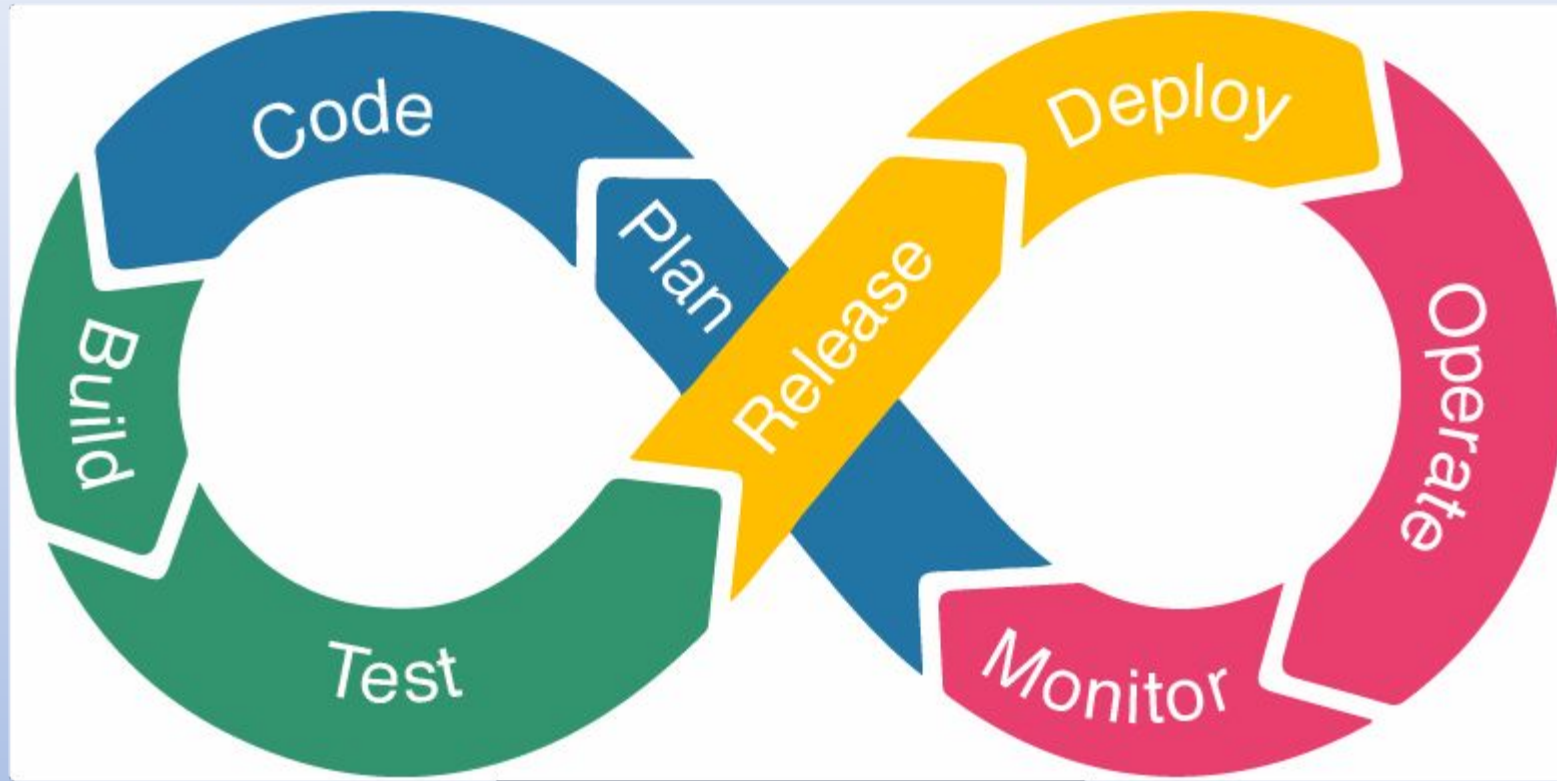 Plan
Code
Build
Test
Release
Deploy
Operate
Monitor